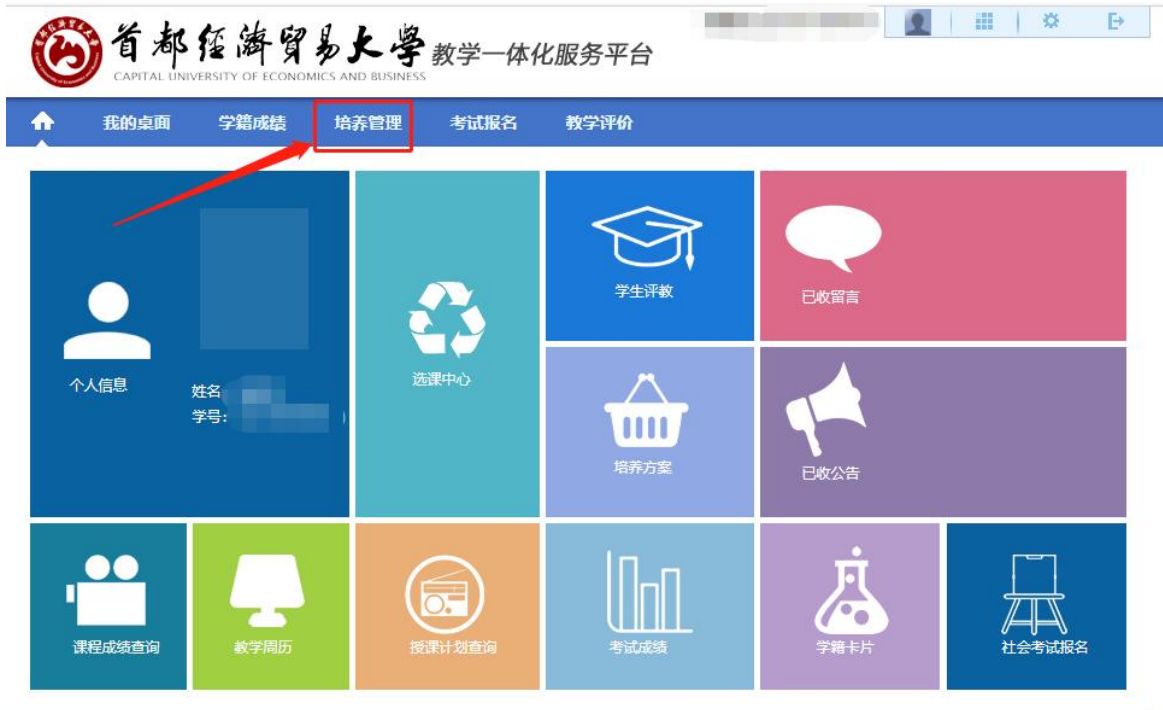 首都经济贸易大学 教学一体化服务平台
CAPITAL UNIVERSITY OF ECONOMICS AND BUSINESS
我的桌面 学籍成绩 培养管理 考试报名 教学评价
个人信息
姓名
学号:
选课中心
学生评教
已收留言
培养方案
已收公告
课程成绩查询
教学周历
授课计划查询
考试成绩
学籍卡片
社会考试报名